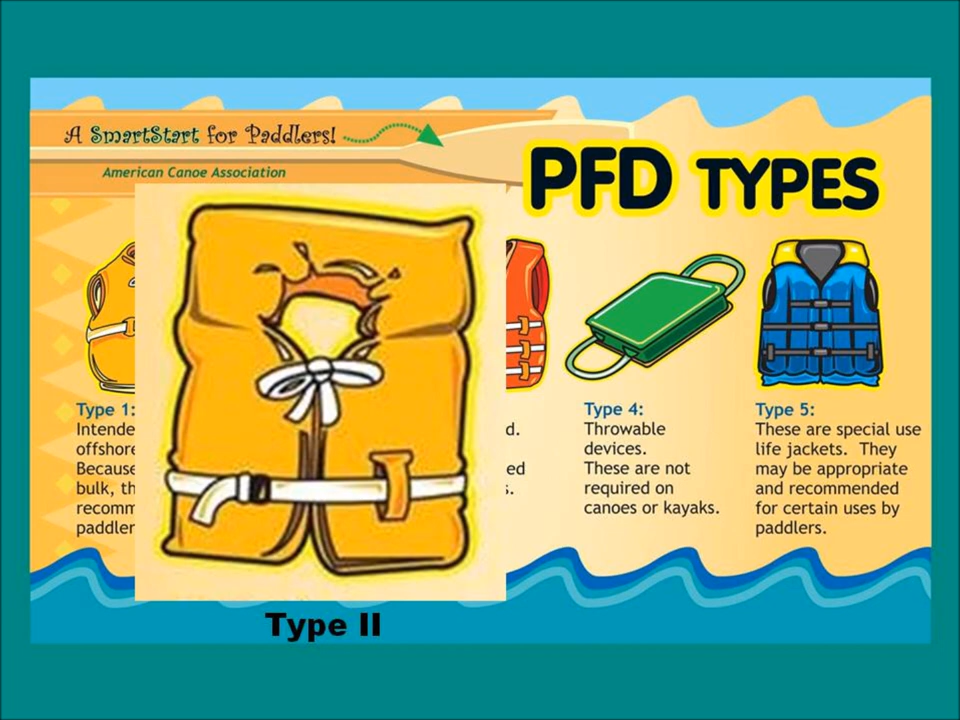 A SmartStart for Paddlers!
American Canoe Association
PFD TYPES
Type 1:
Intende
offshore
Because
bulk, th
recomm
paddler
d.
ed
s.
Type 4:
Throwable
devices.
These are not
required on
canoes or kayaks.
Type 5:
These are special use
life jackets. They
may be appropriate
and recommended
for certain uses by
paddlers.
Type II